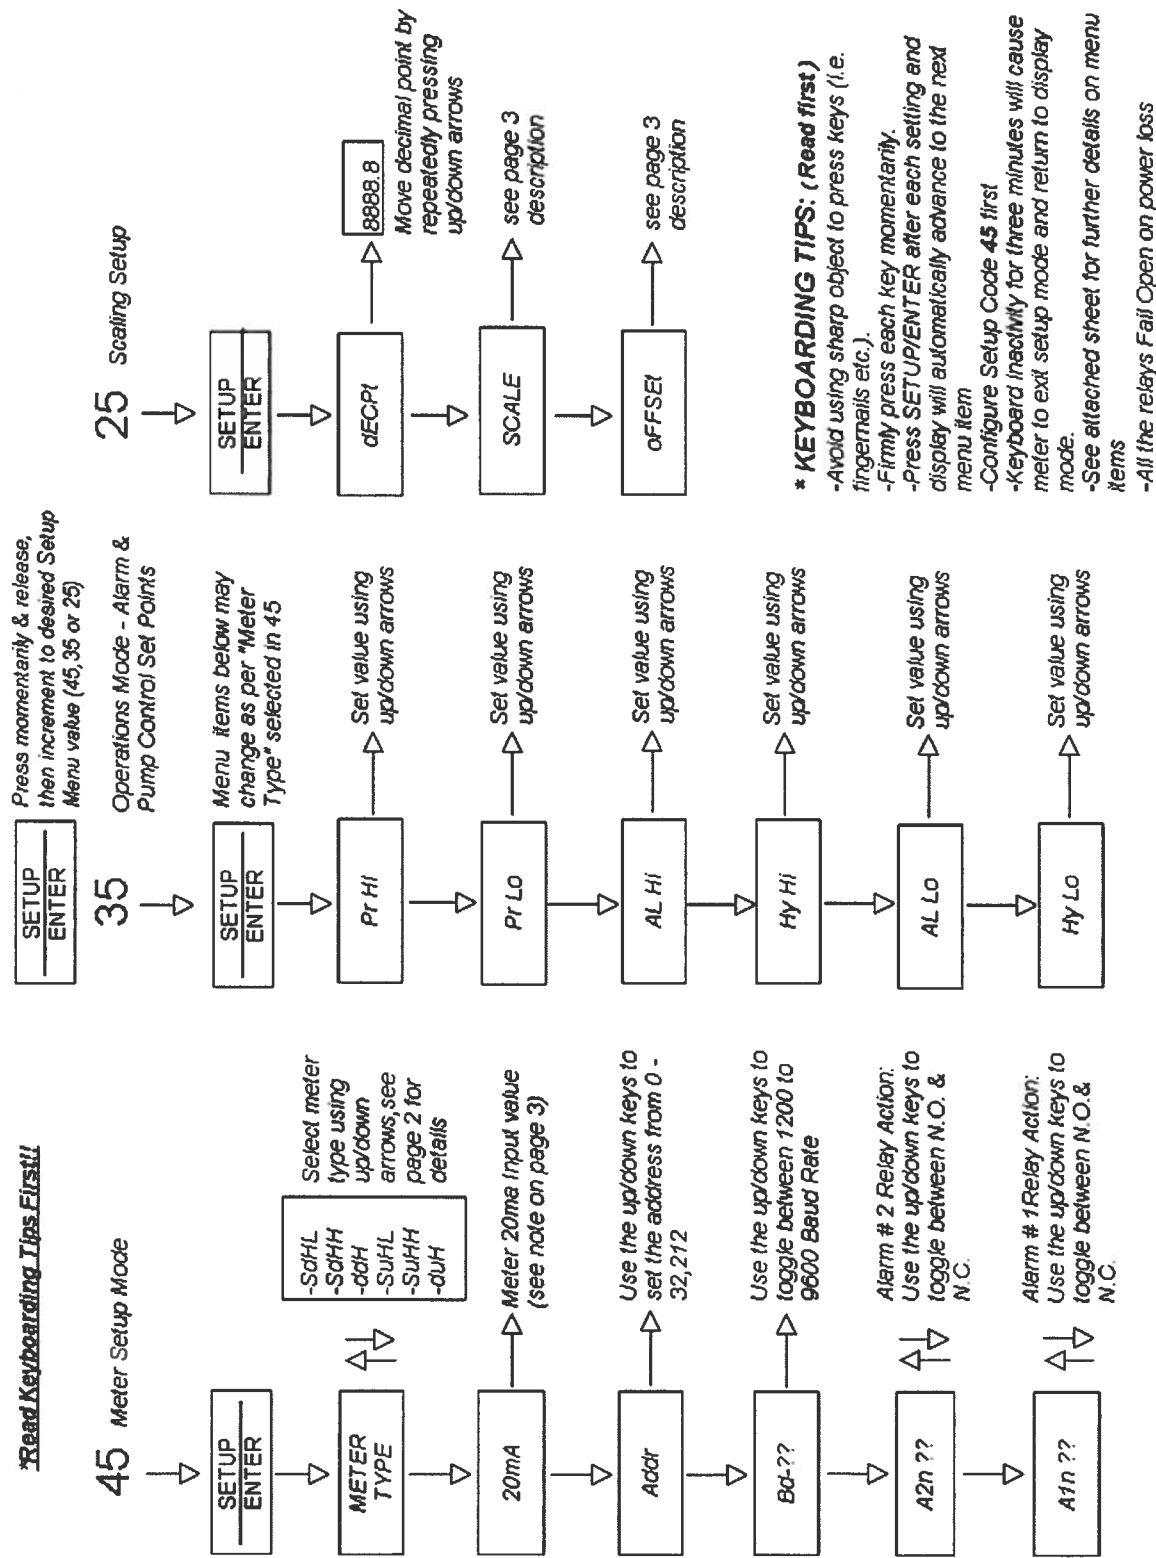 *Read Keyboarding Tips First!!
SETUP
ENTER
Press momentarily & release,
then increment to desired Setup
Menu value (45,35 or 25)
45 Meter Setup Mode
SETUP
ENTER
METER
TYPE
-SdHL
-SdHH
-ddH
-SuHL
-SuHH
-duH
Select meter
type using
up/down
arrows,see
page 2 for
details
20mA
Meter 20ma Input value
(see note on page 3)
Addr
Use the up/down keys to
set the address from 0 -
32,212
Bd-??
Use the up/down keys to
toggle between 1200 to
9600 Baud Rate
A2n ??
Alarm # 2 Relay Action:
Use the up/down keys to
toggle between N.O. &
N.C.
A1n ??
Alarm # 1Relay Action:
Use the up/down keys to
toggle between N.O.&
N.C.
35 Operations Mode - Alarm &
Pump Control Set Points
SETUP
ENTER
Menu items below may
change as per "Meter
Type" selected in 45
Pr Hi
Set value using
up/down arrows
Pr Lo
Set value using
up/down arrows
AL Hi
Set value using
up/down arrows
Hy Hi
Set value using
up/down arrows
AL Lo
Set value using
up/down arrows
Hy Lo
Set value using
up/down arrows
25 Scaling Setup
SETUP
ENTER
dECPt
8888.8
Move decimal point by
repeatedly pressing
up/down arrows
SCALE
see page 3
description
oFFSEt
see page 3
description
* KEYBOARDING TIPS: (Read first)
-Avoid using sharp object to press keys (i.e.
fingernails etc.).
-Firmly press each key momentarily.
-Press SETUP/ENTER after each setting and
display will automatically advance to the next
menu item
-Configure Setup Code 45 first
-Keyboard inactivity for three minutes will cause
meter to exit setup mode and return to display
mode.
-See attached sheet for further details on menu
items
-All the relays Fail Open on power loss